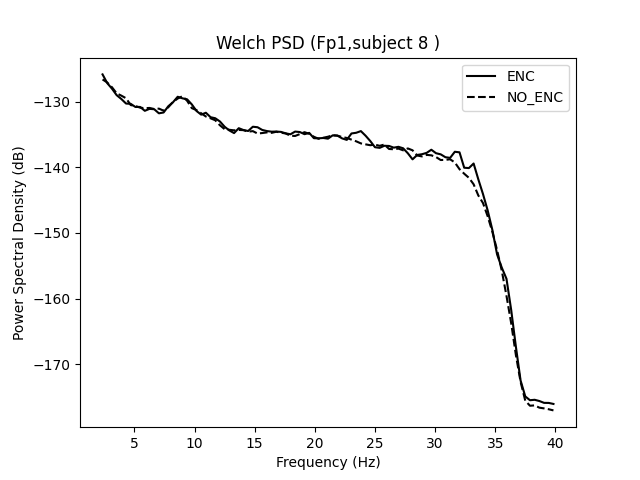 Welch PSD (Fp1,subject 8 )
ENC
NO_ENC
Power Spectral Density (dB)
−130
−140
−150
−160
−170
5 10 15 20 25 30 35 40
Frequency (Hz)